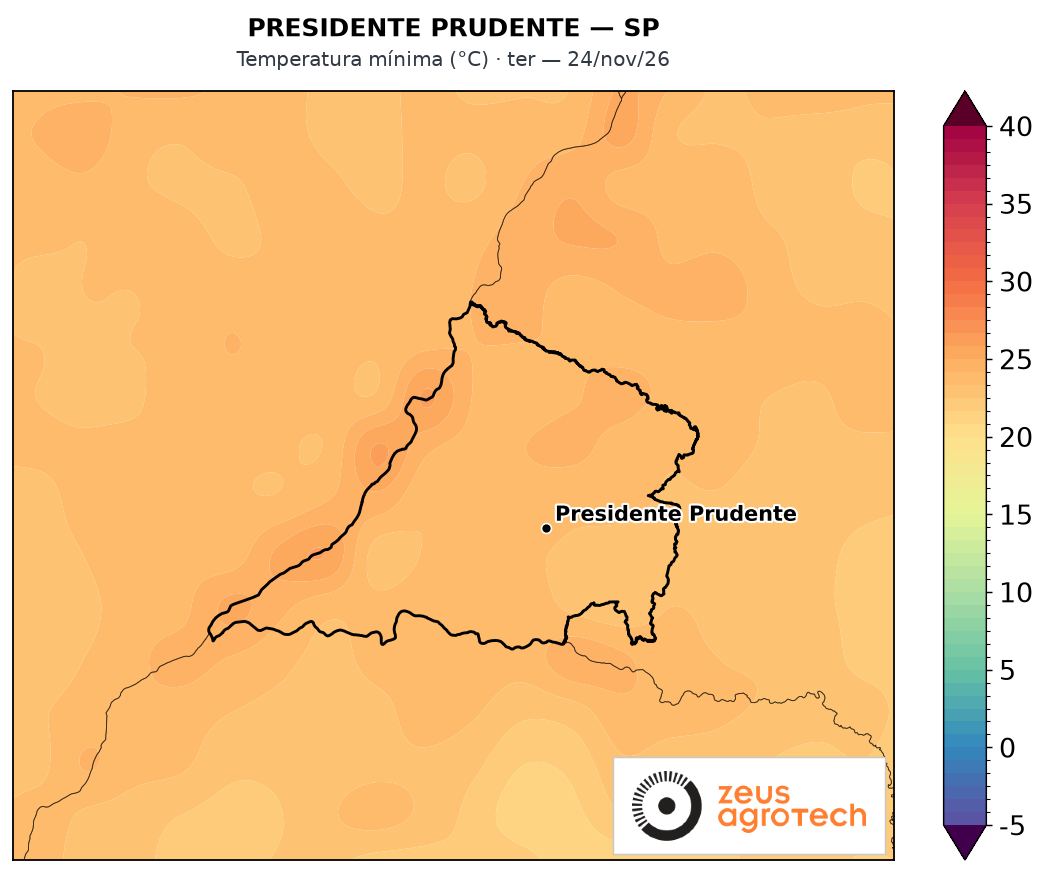 PRESIDENTE PRUDENTE — SP
Temperatura mínima (°C) · ter — 24/nov/26
40
35
30
25
20
15
10
5
0
-5
Presidente Prudente
zeus
agrotech